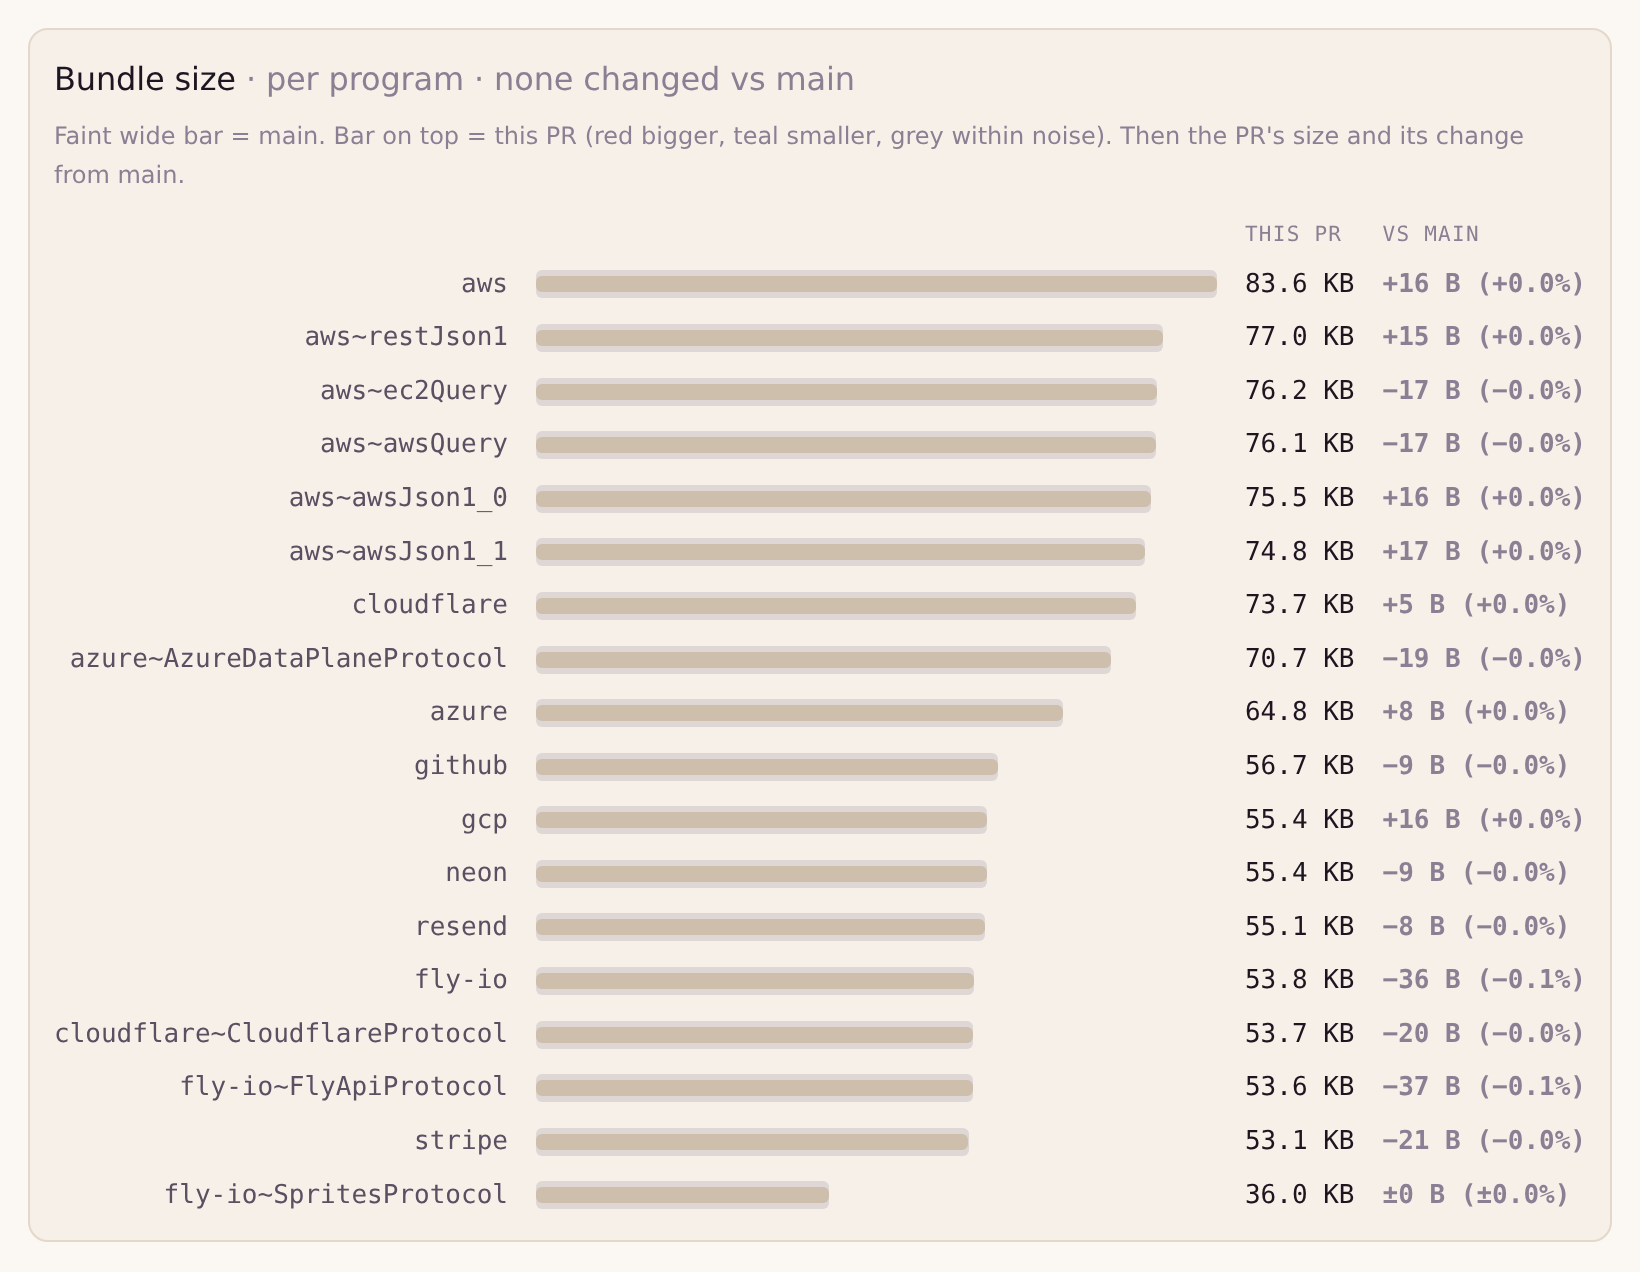 Bundle size · per program · none changed vs main
Faint wide bar = main. Bar on top = this PR (red bigger, teal smaller, grey within noise). Then the PR's size and its change
from main.
THIS PR VS MAIN
aws 83.6 KB +16 B (+0.0%)
aws~restJson1 77.0 KB +15 B (+0.0%)
aws~ec2Query 76.2 KB −17 B (−0.0%)
aws~awsQuery 76.1 KB −17 B (−0.0%)
aws~awsJson1_0 75.5 KB +16 B (+0.0%)
aws~awsJson1_1 74.8 KB +17 B (+0.0%)
cloudflare 73.7 KB +5 B (+0.0%)
azure~AzureDataPlaneProtocol 70.7 KB −19 B (−0.0%)
azure 64.8 KB +8 B (+0.0%)
github 56.7 KB −9 B (−0.0%)
gcp 55.4 KB +16 B (+0.0%)
neon 55.4 KB −9 B (−0.0%)
resend 55.1 KB −8 B (−0.0%)
fly-io 53.8 KB −36 B (−0.1%)
cloudflare~CloudflareProtocol 53.7 KB −20 B (−0.0%)
fly-io~FlyApiProtocol 53.6 KB −37 B (−0.1%)
stripe 53.1 KB −21 B (−0.0%)
fly-io~SpritesProtocol 36.0 KB ±0 B (±0.0%)